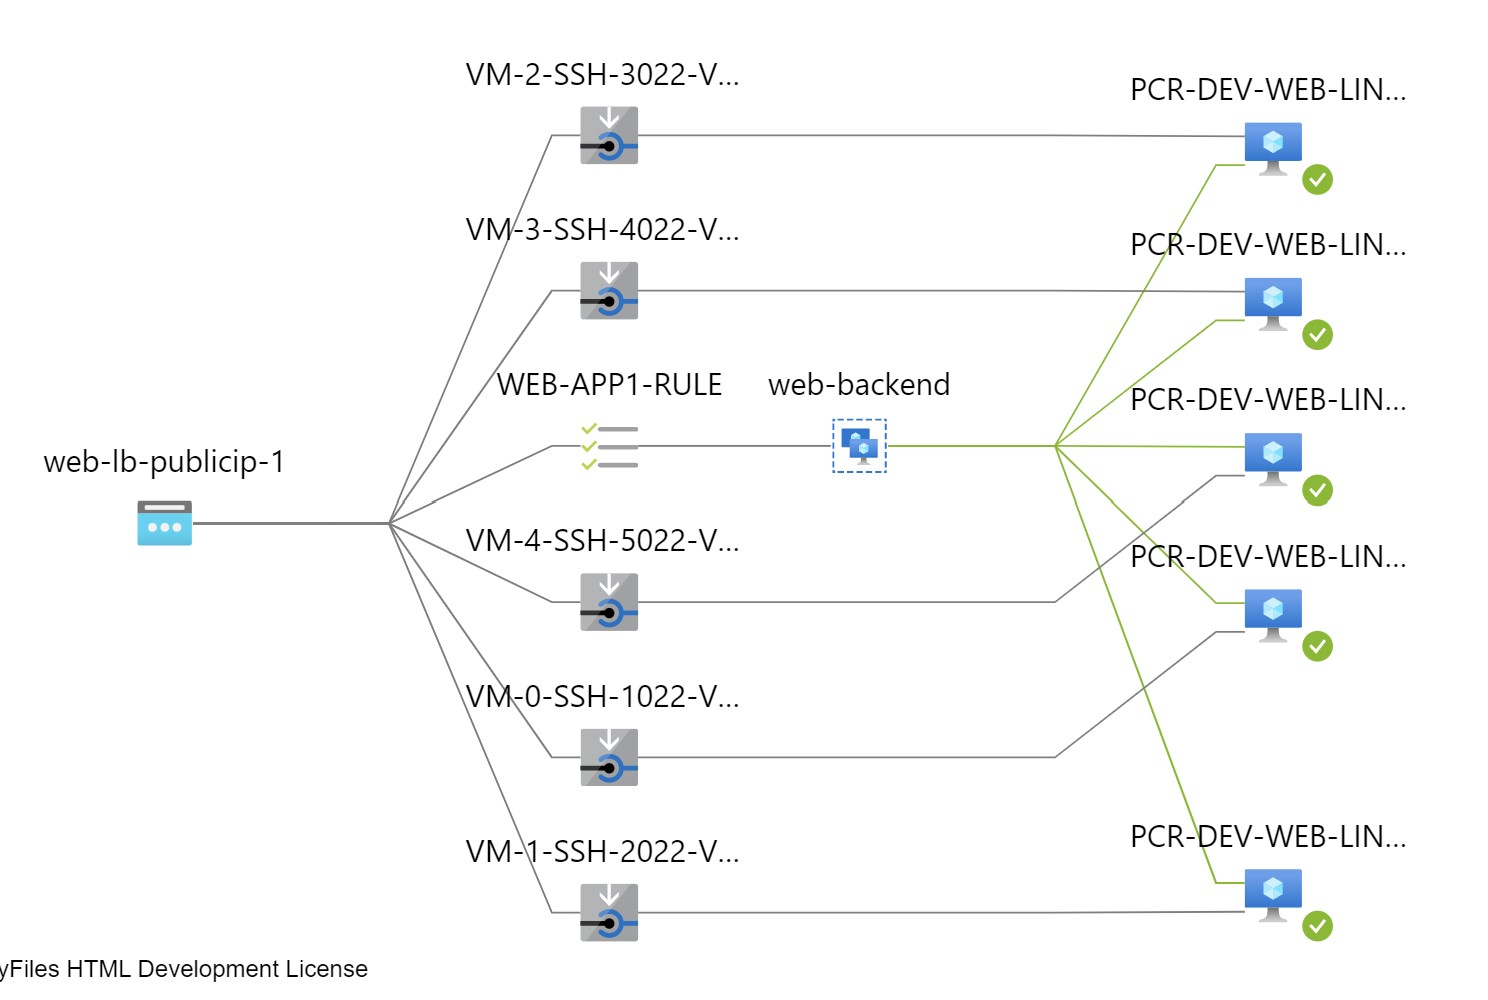 VM-2-SSH-3022-V...
PCR-DEV-WEB-LIN...
VM-3-SSH-4022-V...
PCR-DEV-WEB-LIN...
WEB-APP1-RULE
web-backend
PCR-DEV-WEB-LIN...
web-lb-publicip-1
VM-4-SSH-5022-V...
PCR-DEV-WEB-LIN...
VM-0-SSH-1022-V...
VM-1-SSH-2022-V...
PCR-DEV-WEB-LIN...
yFiles HTML Development License